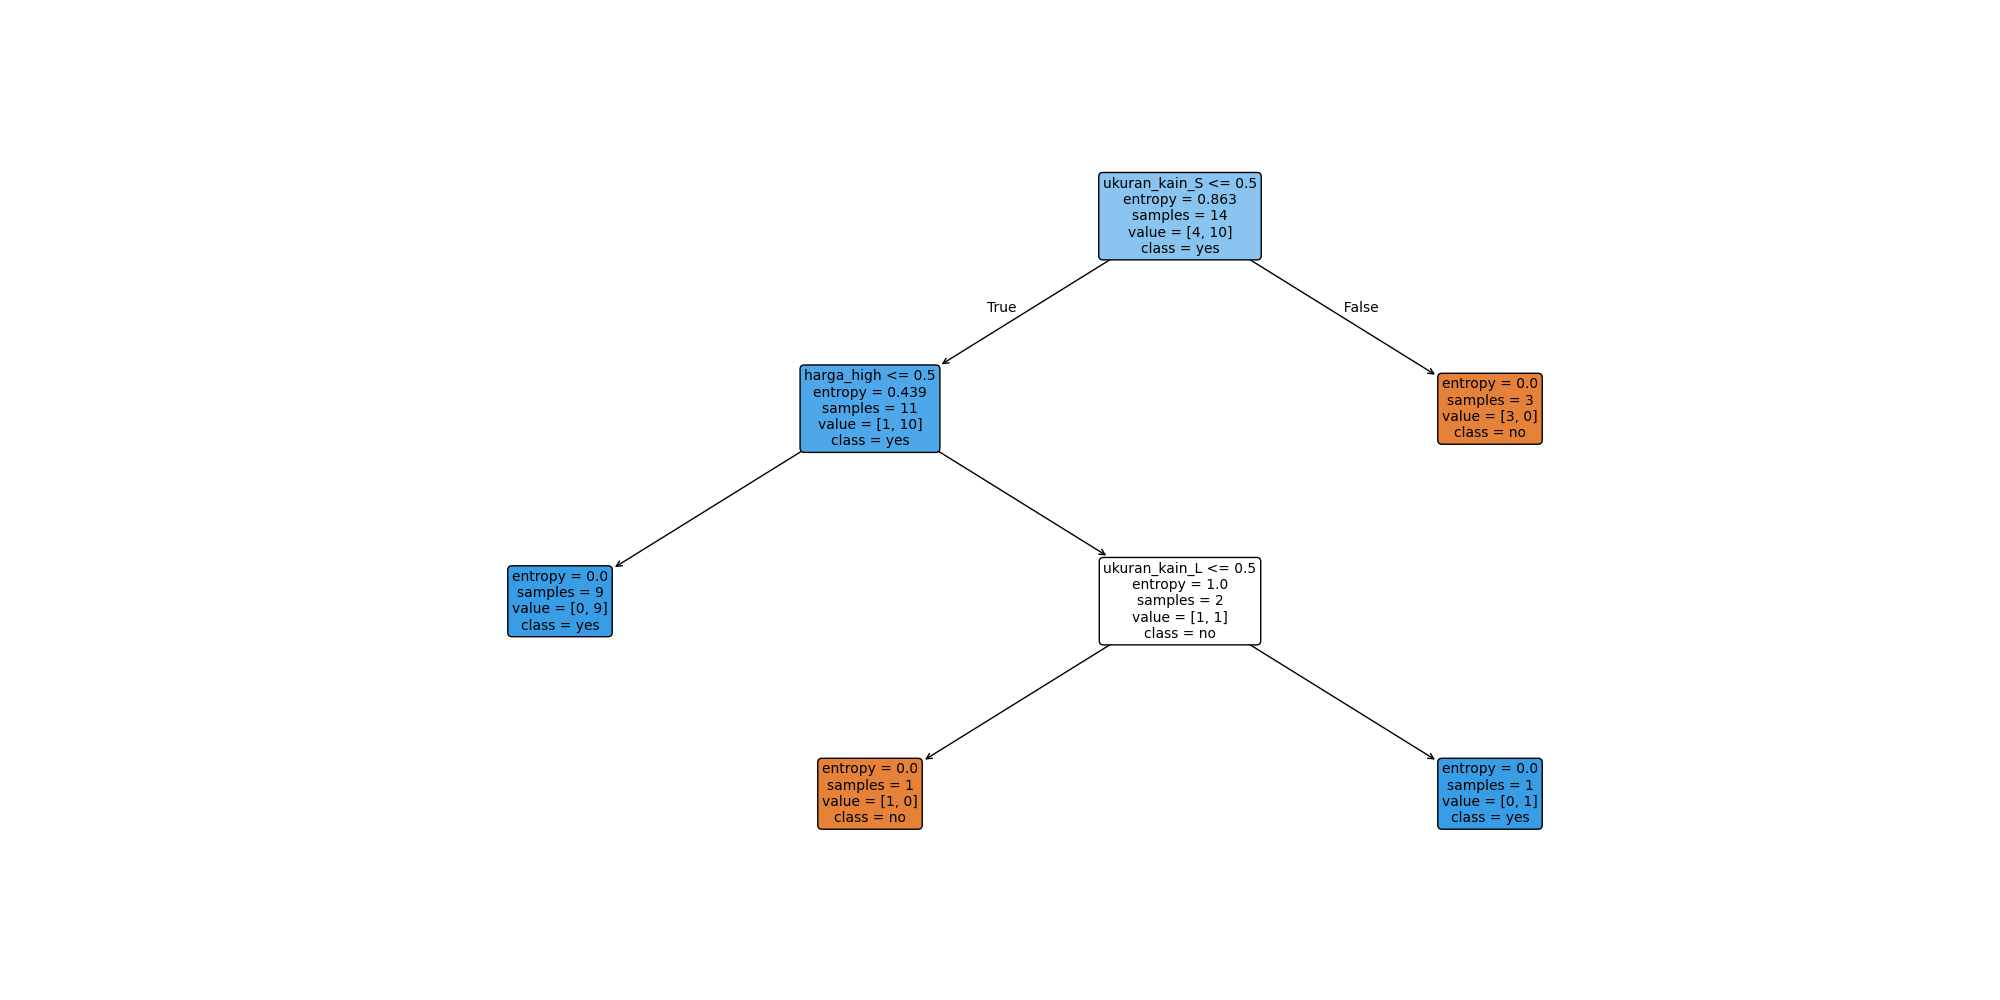 ukuran_kain_S <= 0.5
entropy = 0.863
samples = 14
value = [4, 10]
class = yes
True
False
harga_high <= 0.5
entropy = 0.439
samples = 11
value = [1, 10]
class = yes
entropy = 0.0
samples = 3
value = [3, 0]
class = no
entropy = 0.0
samples = 9
value = [0, 9]
class = yes
ukuran_kain_L <= 0.5
entropy = 1.0
samples = 2
value = [1, 1]
class = no
entropy = 0.0
samples = 1
value = [1, 0]
class = no
entropy = 0.0
samples = 1
value = [0, 1]
class = yes